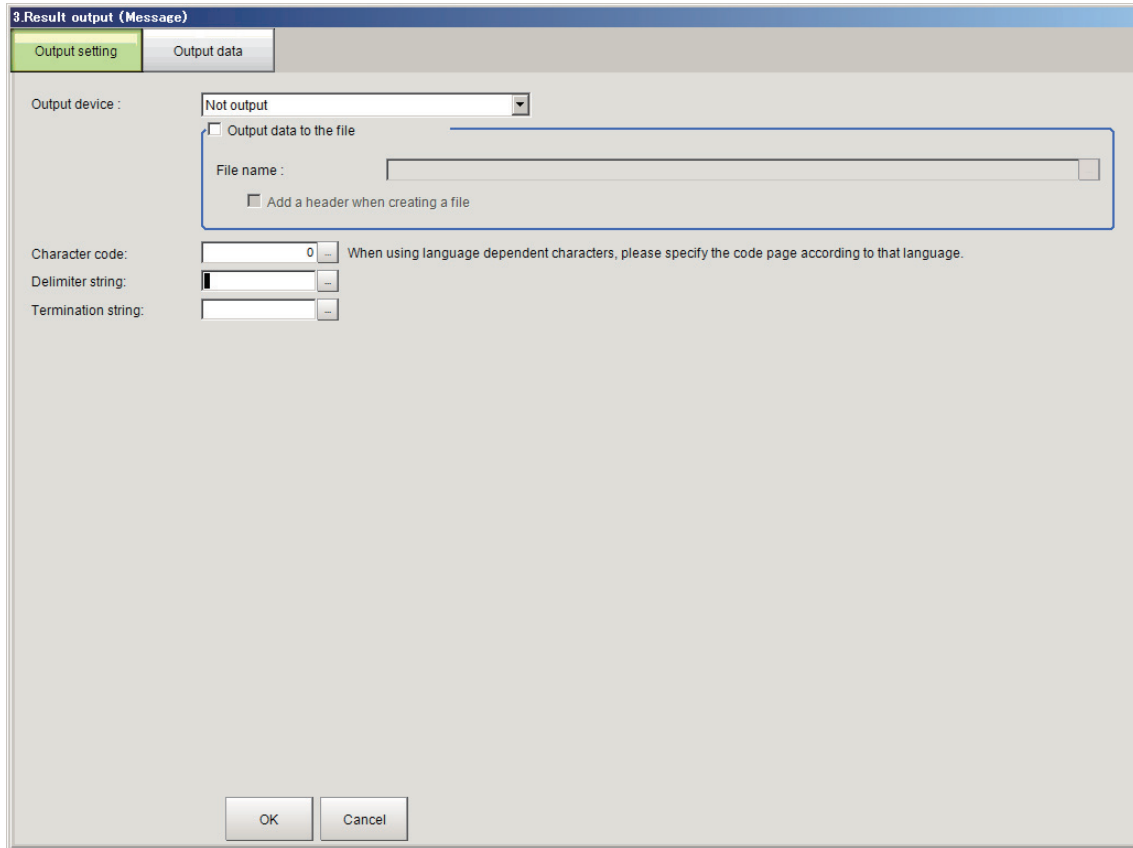 3.Result output (Message)
Output setting Output data
Output device : Not output
Output data to the file
File name :
Add a header when creating a file
Character code: 0 ... When using language dependent characters, please specify the code page according to that language.
Delimiter string: ...
Termination string: ...
OK Cancel